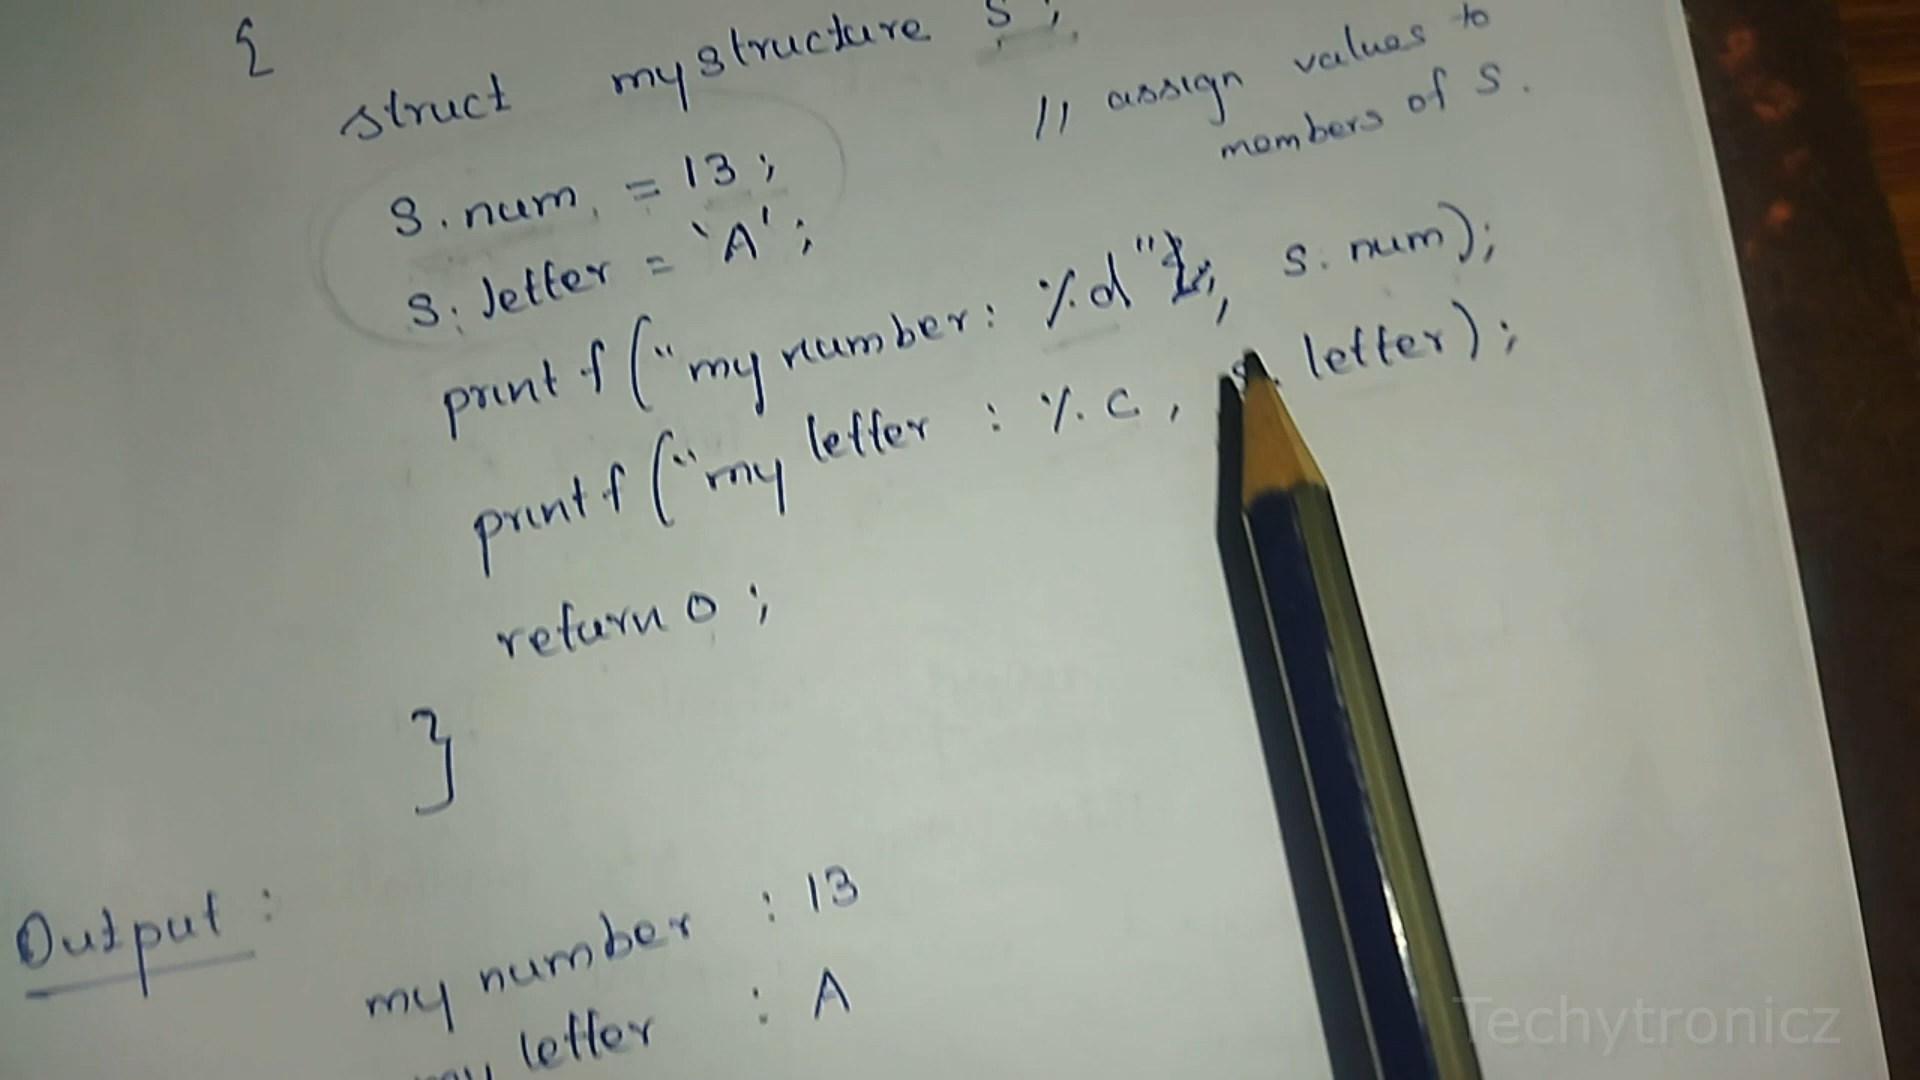 {
struct mystructure s;
// assign values to
members of s.
s.num = 13;
s.letter = 'A';
printf("my number: %d", s.num);
printf("my letter : %c, s.letter);
return 0;
}
Output:
my number : 13
my letter : A
Techytronicz